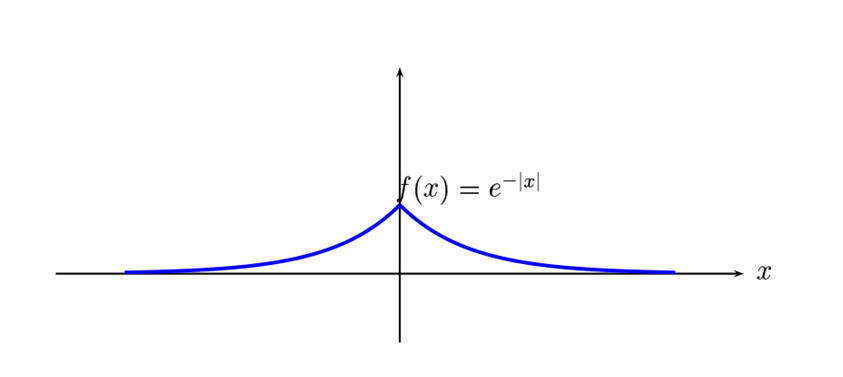 f(x) = e^{-|x|}
x